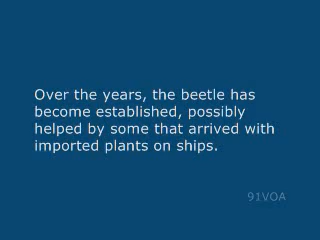 Over the years, the beetle has
become established, possibly
helped by some that arrived with
imported plants on ships.
91VOA